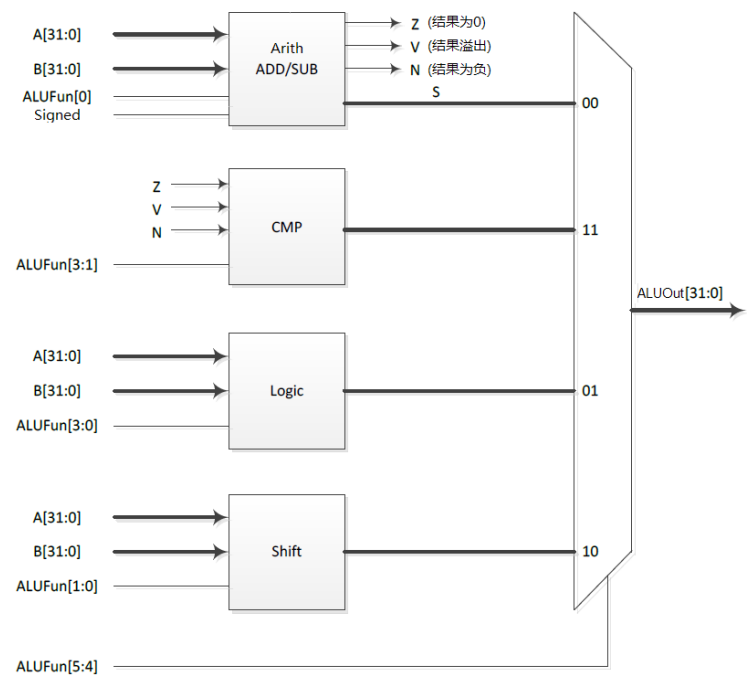 A[31:0]
B[31:0]
ALUFun[0]
Signed
Arith
ADD/SUB
Z (结果为0)
V (结果溢出)
N (结果为负)
S
00
Z
V
N
ALUFun[3:1]
CMP
11
ALUOut[31:0]
A[31:0]
B[31:0]
ALUFun[3:0]
Logic
01
A[31:0]
B[31:0]
ALUFun[1:0]
Shift
10
ALUFun[5:4]